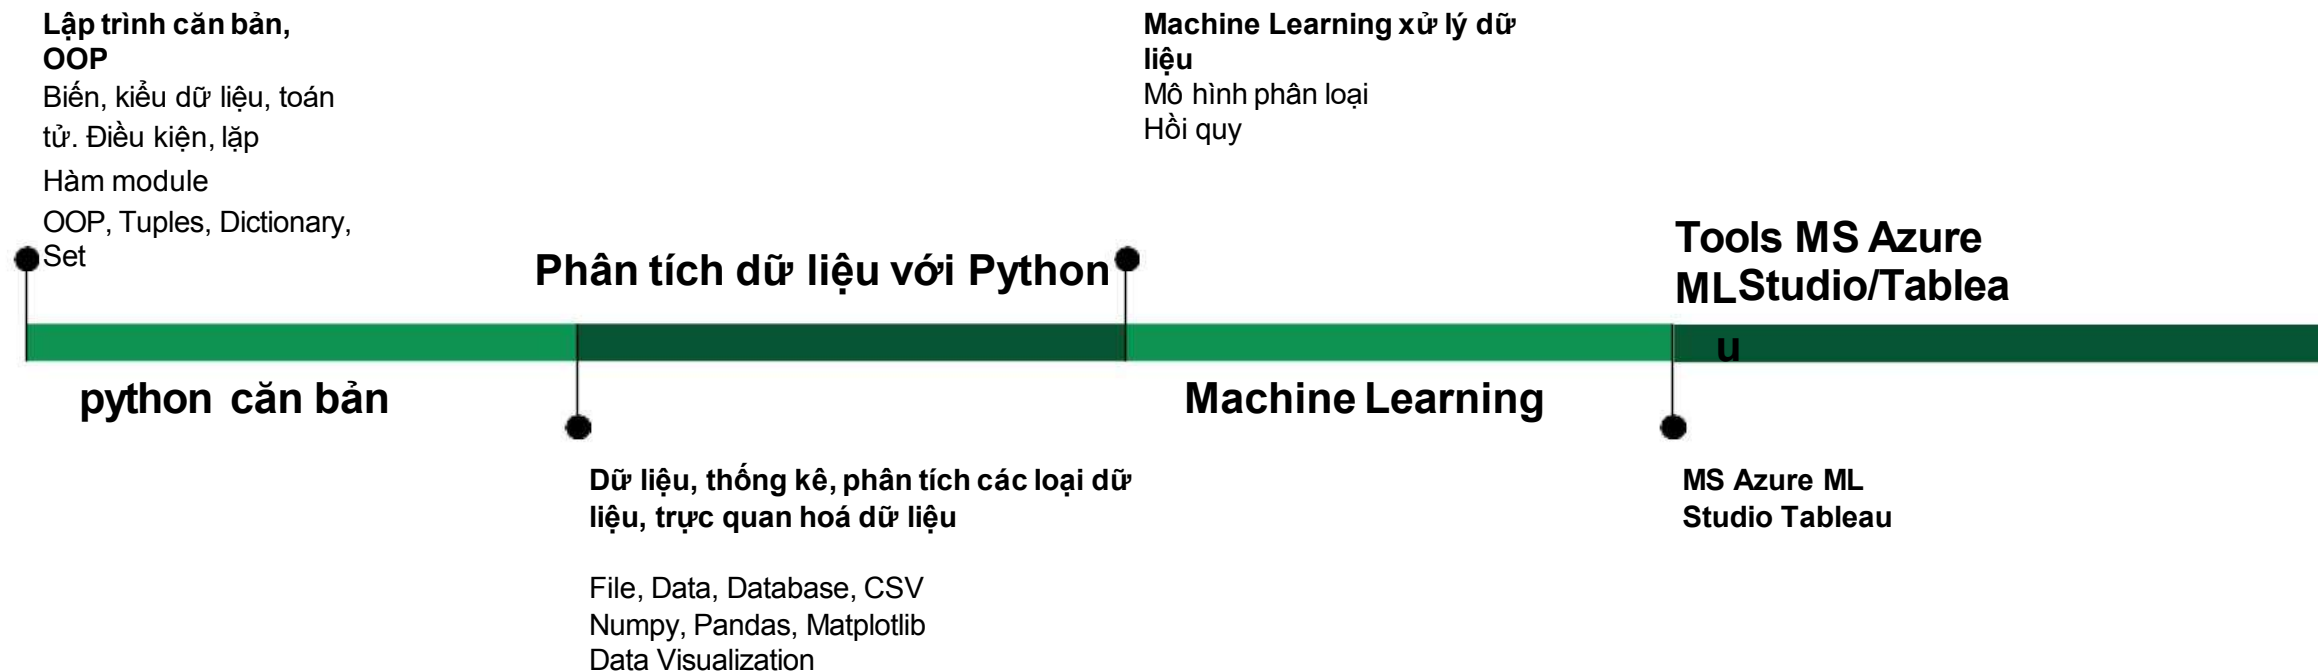 Lập trình căn bản,
OOP
Biến, kiểu dữ liệu, toán
tử. Điều kiện, lặp
Hàm module
OOP, Tuples, Dictionary,
Set
python căn bản
Phân tích dữ liệu với Python
Dữ liệu, thống kê, phân tích các loại dữ
liệu, trực quan hoá dữ liệu
File, Data, Database, CSV
Numpy, Pandas, Matplotlib
Data Visualization
Machine Learning xử lý dữ
liệu
Mô hình phân loại
Hồi quy
Machine Learning
Tools MS Azure
MLStudio/Tablea
u
MS Azure ML
Studio Tableau